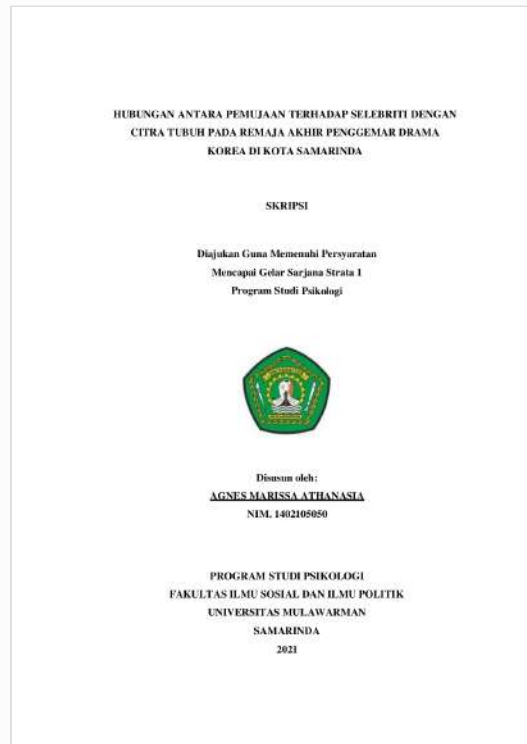 HUBUNGAN ANTARA PEMUJAAN TERHADAP SELEBRITI DENGAN
CITRA TUBUH PADA REMAJA AKHIR PENGGEMAR DRAMA
KOREA DI KOTA SAMARINDA
SKRIPSI
Diajukan Guna Memenuhi Persyaratan
Mencapai Gelar Sarjana Strata 1
Program Studi Psikologi
Disusun oleh:
AGNES MARISSA ATHANASIA
NIM. 1402105050
PROGRAM STUDI PSIKOLOGI
FAKULTAS ILMU SOSIAL DAN ILMU POLITIK
UNIVERSITAS MULAWARMAN
SAMARINDA
2021